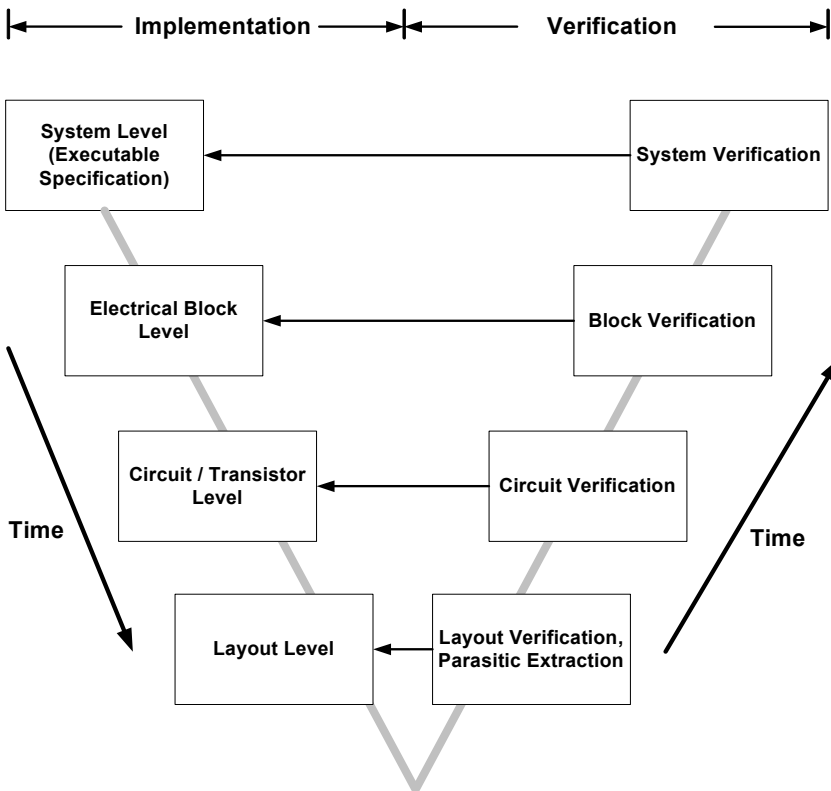 Implementation
Verification
System Level
(Executable
Specification)
System Verification
Electrical Block
Level
Block Verification
Circuit / Transistor
Level
Circuit Verification
Time
Time
Layout Level
Layout Verification,
Parasitic Extraction